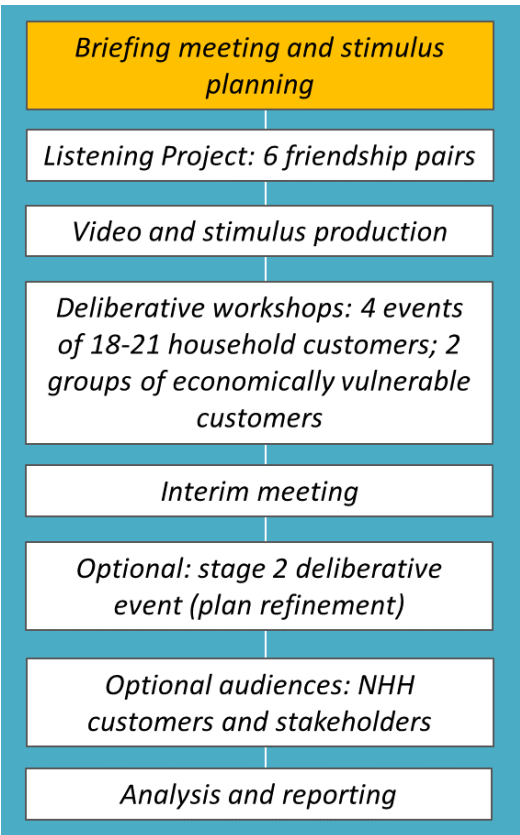 Briefing meeting and stimulus
planning
Listening Project: 6 friendship pairs
Video and stimulus production
Deliberative workshops: 4 events
of 18-21 household customers; 2
groups of economically vulnerable
customers
Interim meeting
Optional: stage 2 deliberative
event (plan refinement)
Optional audiences: NHH
customers and stakeholders
Analysis and reporting